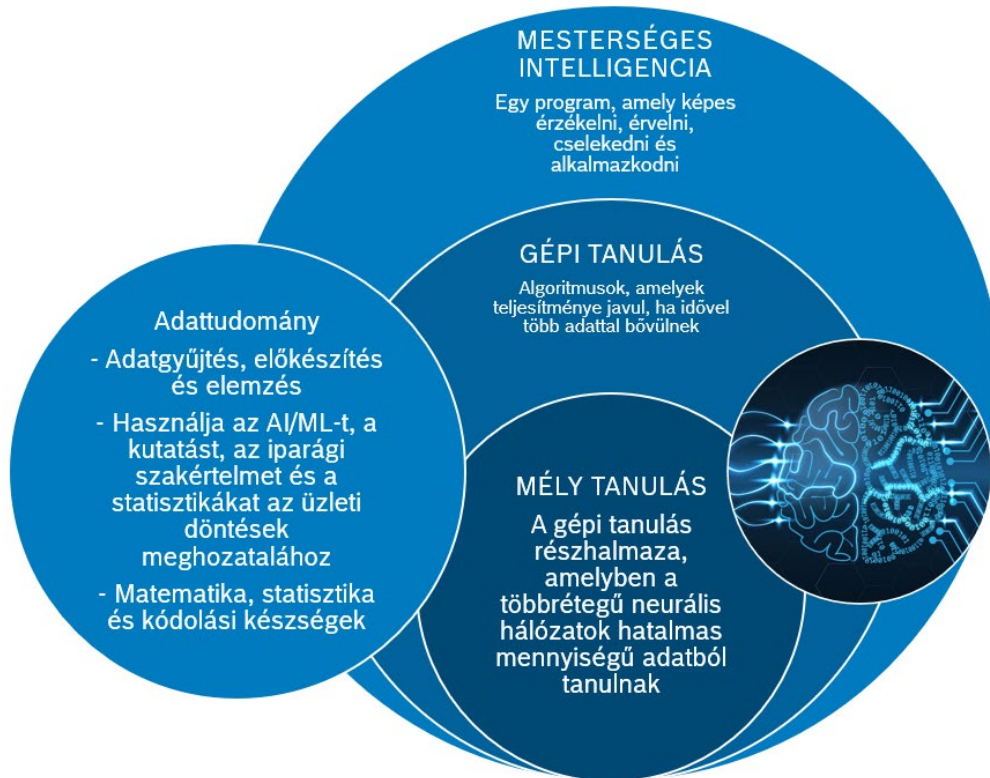 MESTERSÉGES
INTELLIGENCIA
Egy program, amely képes
érzékelni, érvelni,
cselekedni és
alkalmazkodni
GÉPI TANULÁS
Algoritmusok, amelyek
teljesítménye javul, ha idővel
több adattal bővülnek
Adattudomány
- Adatgyűjtés, előkészítés
és elemzés
- Használja az AI/ML-t, a
kutatást, az iparági
szakértelmet és a
statisztikákat az üzleti
döntések
meghozatalához
- Matematika, statisztika
és kódolási készségek
MÉLY TANULÁS
A gépi tanulás
részhalmaza,
amelyben a
többrétegű neurális
hálózatok hatalmas
mennyiségű adatból
tanulnak